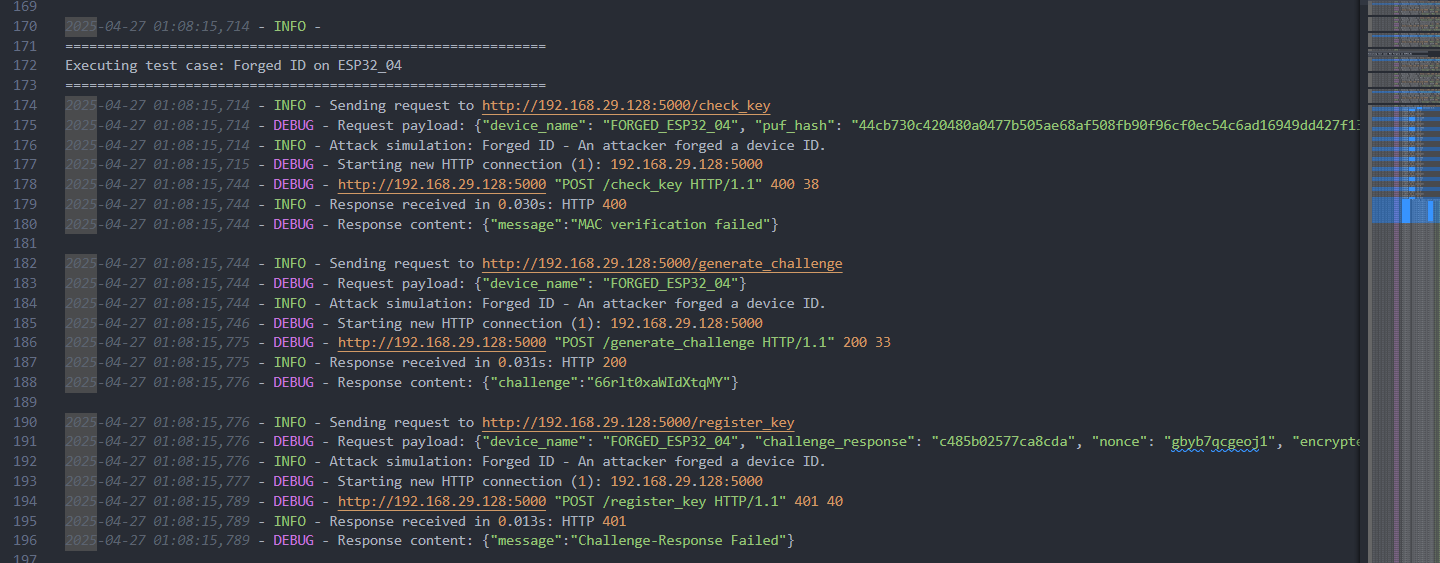 169
170 2025-04-27 01:08:15,714 - INFO -
171 ============================================================
172 Executing test case: Forged ID on ESP32_04
173 ============================================================
174 2025-04-27 01:08:15,714 - INFO - Sending request to http://192.168.29.128:5000/check_key
175 2025-04-27 01:08:15,714 - DEBUG - Request payload: {"device_name": "FORGED_ESP32_04", "puf_hash": "44cb730c420480a0477b505ae68af508fb90f96cf0ec54c6ad16949dd427f13
176 2025-04-27 01:08:15,714 - INFO - Attack simulation: Forged ID - An attacker forged a device ID.
177 2025-04-27 01:08:15,715 - DEBUG - Starting new HTTP connection (1): 192.168.29.128:5000
178 2025-04-27 01:08:15,744 - DEBUG - http://192.168.29.128:5000 "POST /check_key HTTP/1.1" 400 38
179 2025-04-27 01:08:15,744 - INFO - Response received in 0.030s: HTTP 400
180 2025-04-27 01:08:15,744 - DEBUG - Response content: {"message":"MAC verification failed"}
181
182 2025-04-27 01:08:15,744 - INFO - Sending request to http://192.168.29.128:5000/generate_challenge
183 2025-04-27 01:08:15,744 - DEBUG - Request payload: {"device_name": "FORGED_ESP32_04"}
184 2025-04-27 01:08:15,744 - INFO - Attack simulation: Forged ID - An attacker forged a device ID.
185 2025-04-27 01:08:15,746 - DEBUG - Starting new HTTP connection (1): 192.168.29.128:5000
186 2025-04-27 01:08:15,775 - DEBUG - http://192.168.29.128:5000 "POST /generate_challenge HTTP/1.1" 200 33
187 2025-04-27 01:08:15,775 - INFO - Response received in 0.031s: HTTP 200
188 2025-04-27 01:08:15,776 - DEBUG - Response content: {"challenge":"66rlt0xaWIdXtqMY"}
189
190 2025-04-27 01:08:15,776 - INFO - Sending request to http://192.168.29.128:5000/register_key
191 2025-04-27 01:08:15,776 - DEBUG - Request payload: {"device_name": "FORGED_ESP32_04", "challenge_response": "c485b02577ca8cda", "nonce": "gbyb7qcgeoj1", "encrypte
192 2025-04-27 01:08:15,776 - INFO - Attack simulation: Forged ID - An attacker forged a device ID.
193 2025-04-27 01:08:15,777 - DEBUG - Starting new HTTP connection (1): 192.168.29.128:5000
194 2025-04-27 01:08:15,789 - DEBUG - http://192.168.29.128:5000 "POST /register_key HTTP/1.1" 401 40
195 2025-04-27 01:08:15,789 - INFO - Response received in 0.013s: HTTP 401
196 2025-04-27 01:08:15,789 - DEBUG - Response content: {"message":"Challenge-Response Failed"}
197